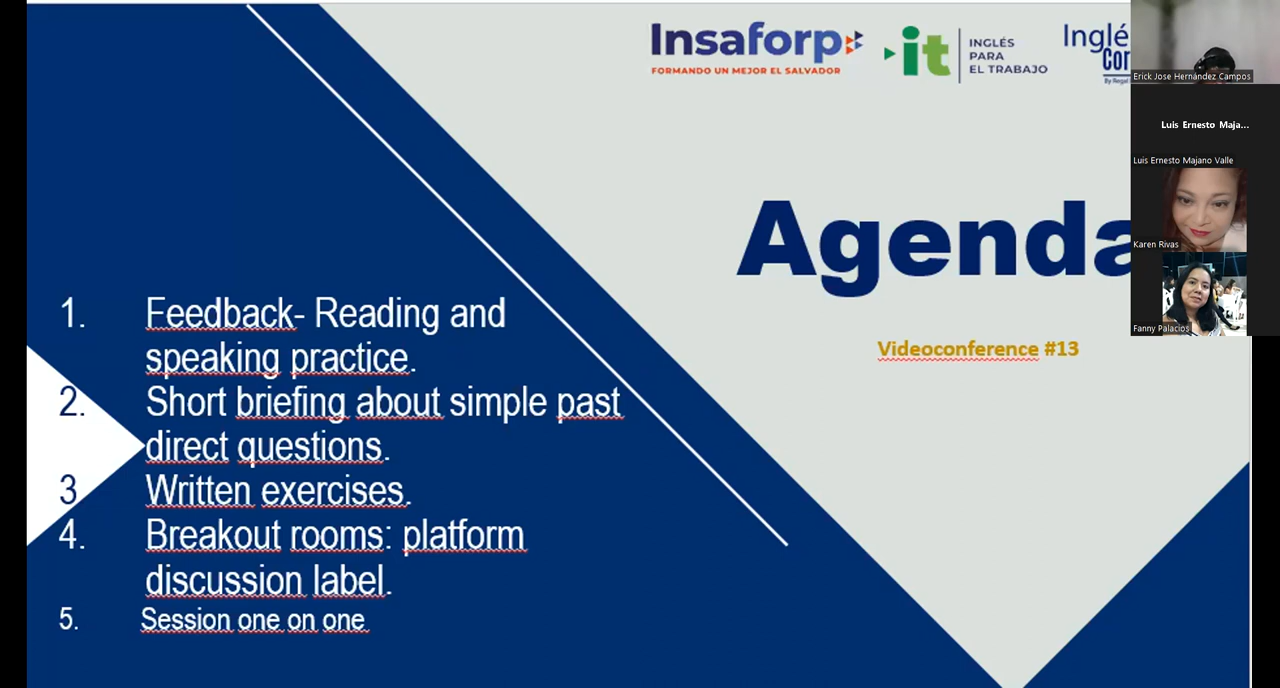 Insaforp
FORMANDO UN MEJOR EL SALVADOR
it
INGLÉS
PARA
EL TRABAJO
Inglé
Cor
Erick Jose Hernández Campos
Luis Ernesto Maja...
Luis Ernesto Majano Valle
Karen Rivas
Fanny Palacios
Agenda
Videoconference #13
1. Feedback- Reading and
speaking practice.
2. Short briefing about simple past
direct questions.
3 Written exercises.
4. Breakout rooms: platform
discussion label.
5. Session one on one